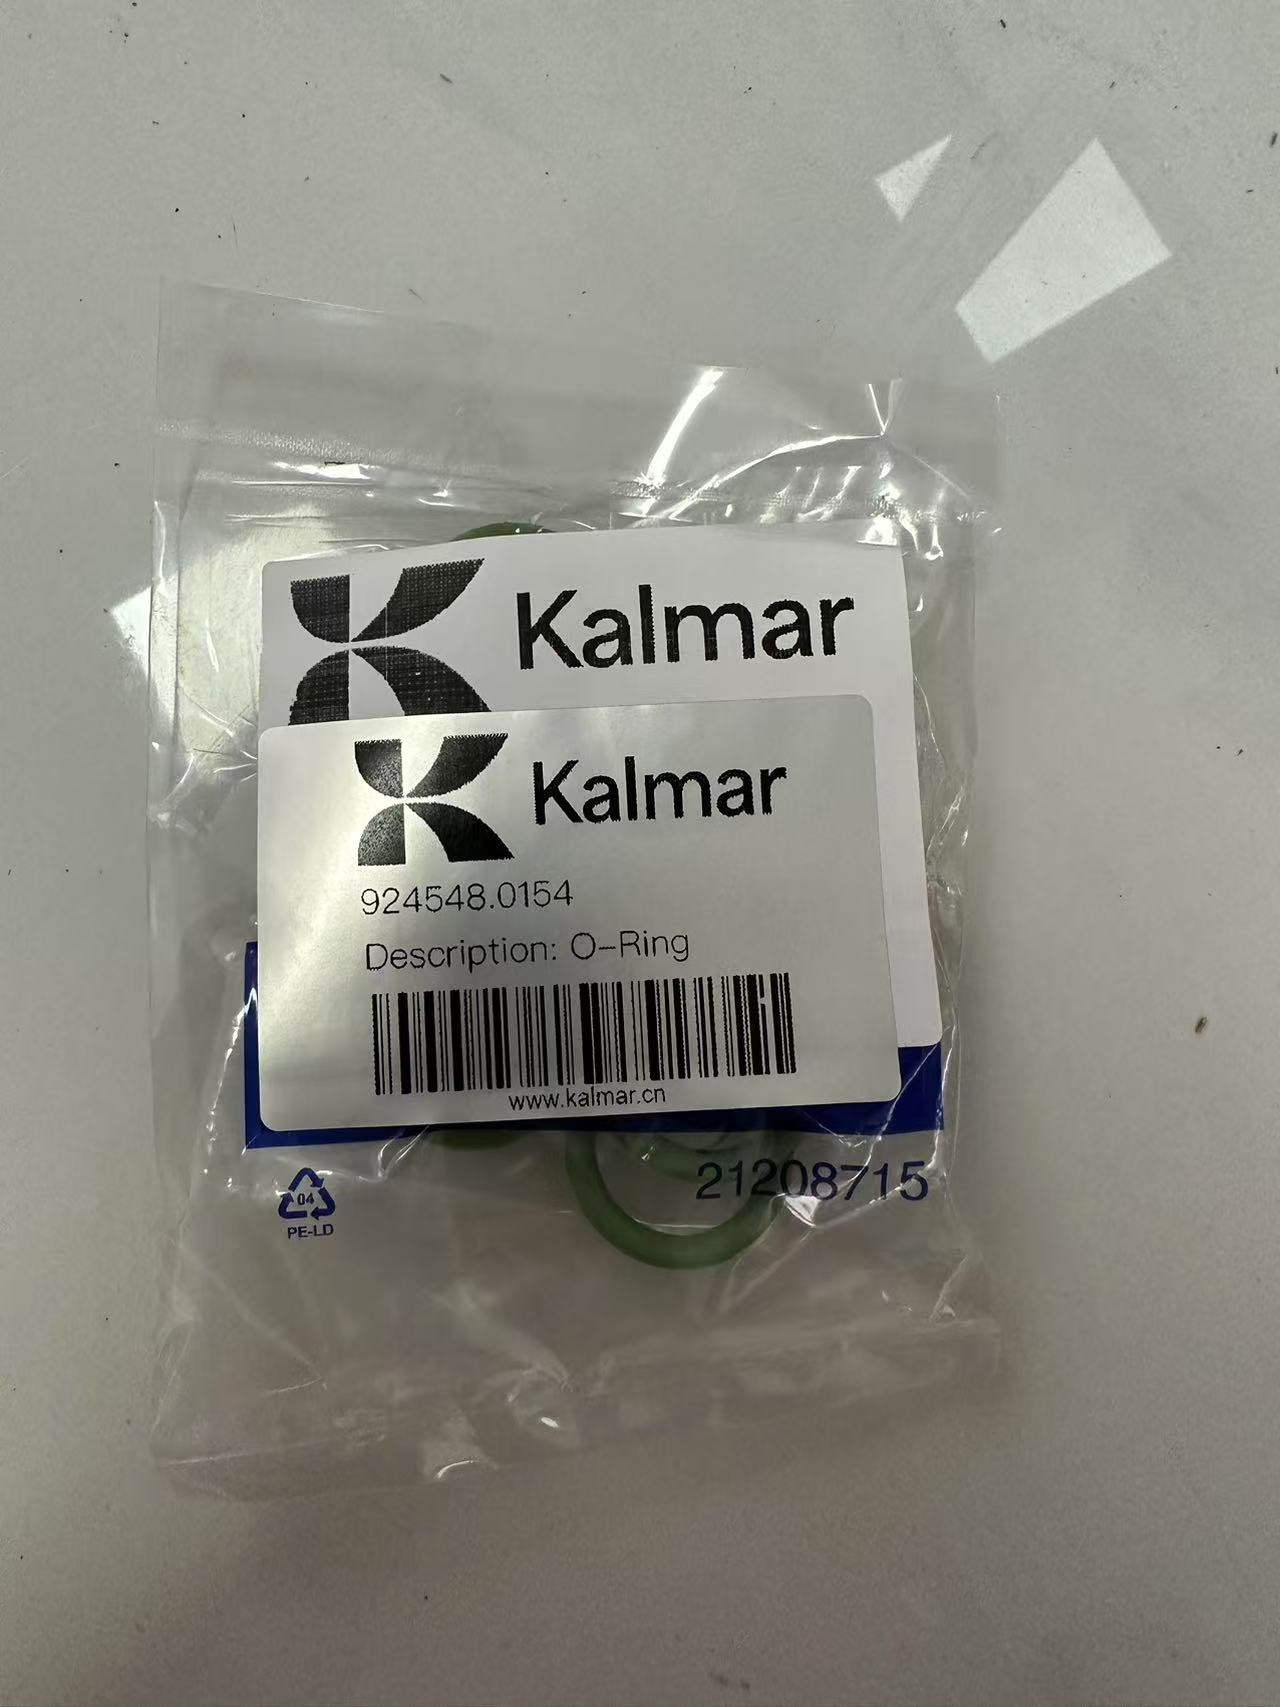 Kalmar
Kalmar
924548.0154
Description: O-Ring
www.kalmar.cn
21208715
04
PE-LD